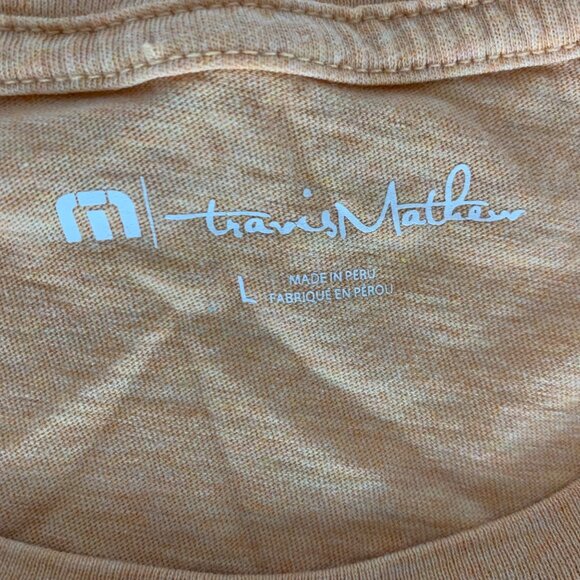 travisMathew
L
MADE IN PERU
FABRIQUÉ EN PÉROU